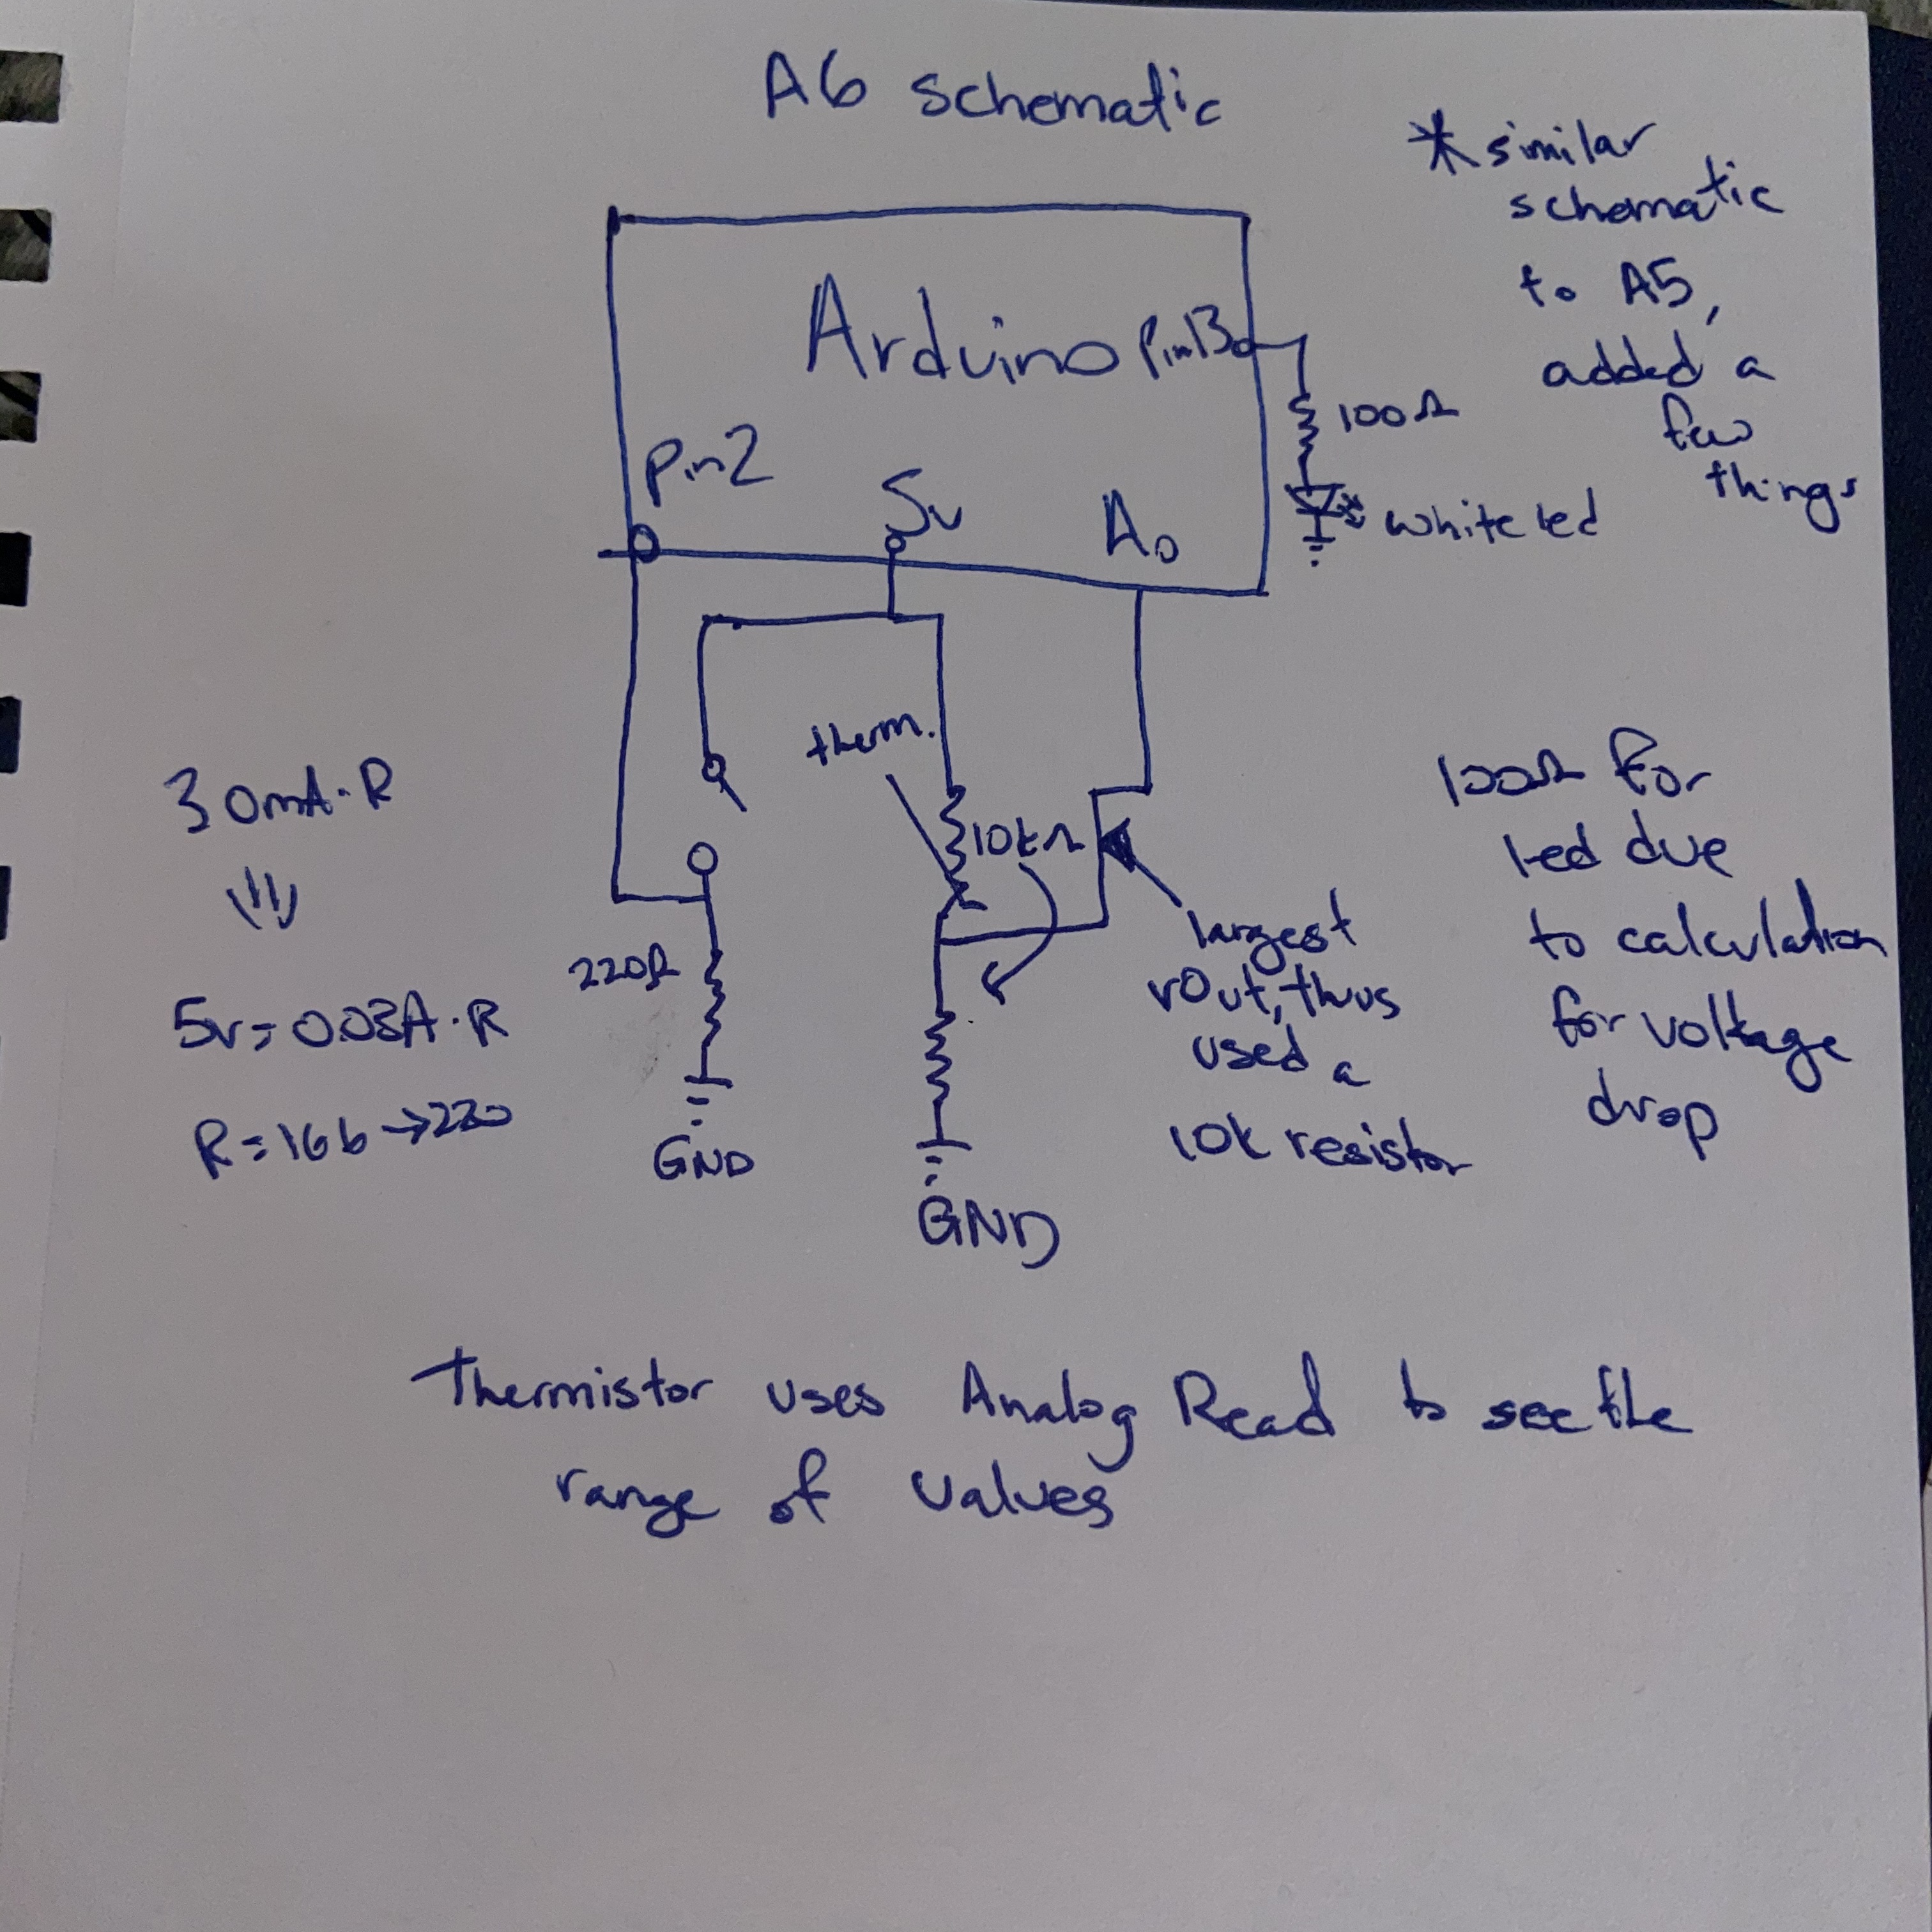 A6 schematic
* similar
schematic
to A5,
added a
few
things
Arduino
Pin13
100Ω
white led
Pin2
5v
A0
therm.
10kΩ
30mA·R
5v=0.03A·R
R=166→220
220Ω
GND
GND
largest
vOut, thus
used a
10k resistor
100Ω for
led due
to calculation
for voltage
drop
Thermistor uses Analog Read to see the
range of values